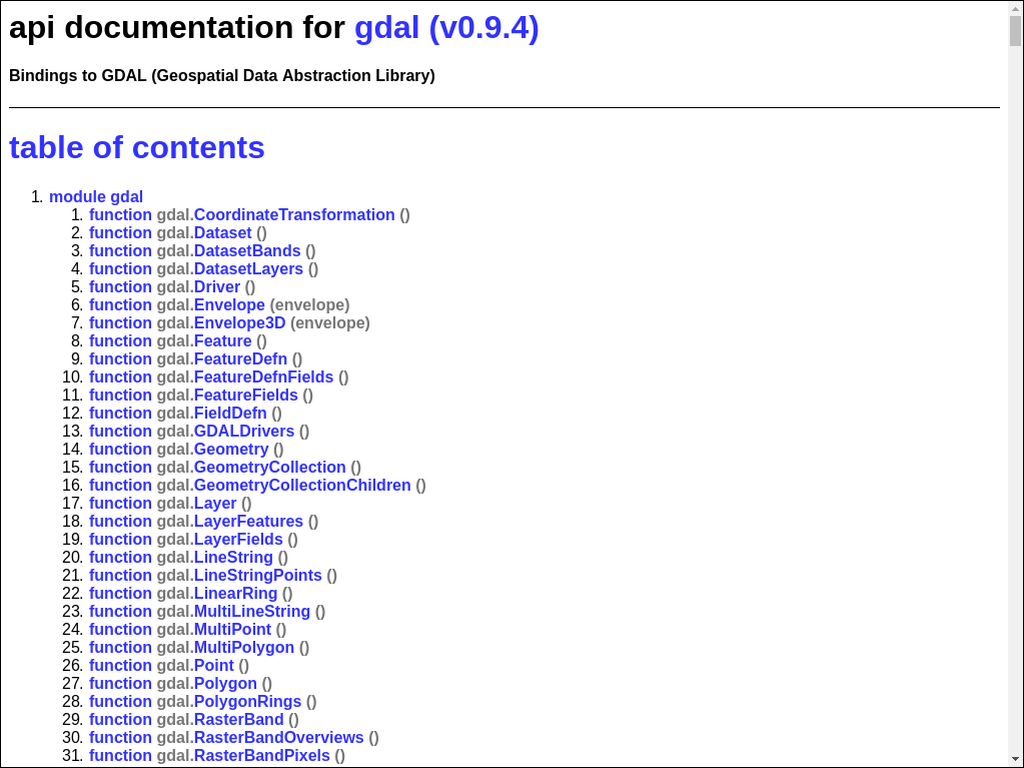 api documentation for gdal (v0.9.4)
Bindings to GDAL (Geospatial Data Abstraction Library)
table of contents
1. module gdal
1. function gdal.CoordinateTransformation ()
2. function gdal.Dataset ()
3. function gdal.DatasetBands ()
4. function gdal.DatasetLayers ()
5. function gdal.Driver ()
6. function gdal.Envelope (envelope)
7. function gdal.Envelope3D (envelope)
8. function gdal.Feature ()
9. function gdal.FeatureDefn ()
10. function gdal.FeatureDefnFields ()
11. function gdal.FeatureFields ()
12. function gdal.FieldDefn ()
13. function gdal.GDALDrivers ()
14. function gdal.Geometry ()
15. function gdal.GeometryCollection ()
16. function gdal.GeometryCollectionChildren ()
17. function gdal.Layer ()
18. function gdal.LayerFeatures ()
19. function gdal.LayerFields ()
20. function gdal.LineString ()
21. function gdal.LineStringPoints ()
22. function gdal.LinearRing ()
23. function gdal.MultiLineString ()
24. function gdal.MultiPoint ()
25. function gdal.MultiPolygon ()
26. function gdal.Point ()
27. function gdal.Polygon ()
28. function gdal.PolygonRings ()
29. function gdal.RasterBand ()
30. function gdal.RasterBandOverviews ()
31. function gdal.RasterBandPixels ()